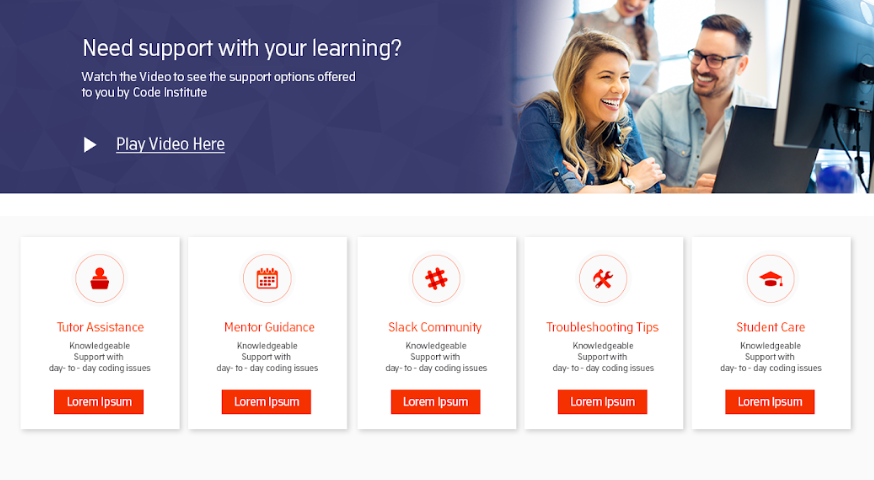 Need support with your learning?
Watch the Video to see the support options offered
to you by Code Institute
Play Video Here
Tutor Assistance
Knowledgeable
Support with
day- to - day coding issues
Lorem Ipsum
Mentor Guidance
Knowledgeable
Support with
day- to - day coding issues
Lorem Ipsum
Slack Community
Knowledgeable
Support with
day- to - day coding issues
Lorem Ipsum
Troubleshooting Tips
Knowledgeable
Support with
day- to - day coding issues
Lorem Ipsum
Student Care
Knowledgeable
Support with
day- to - day coding issues
Lorem Ipsum